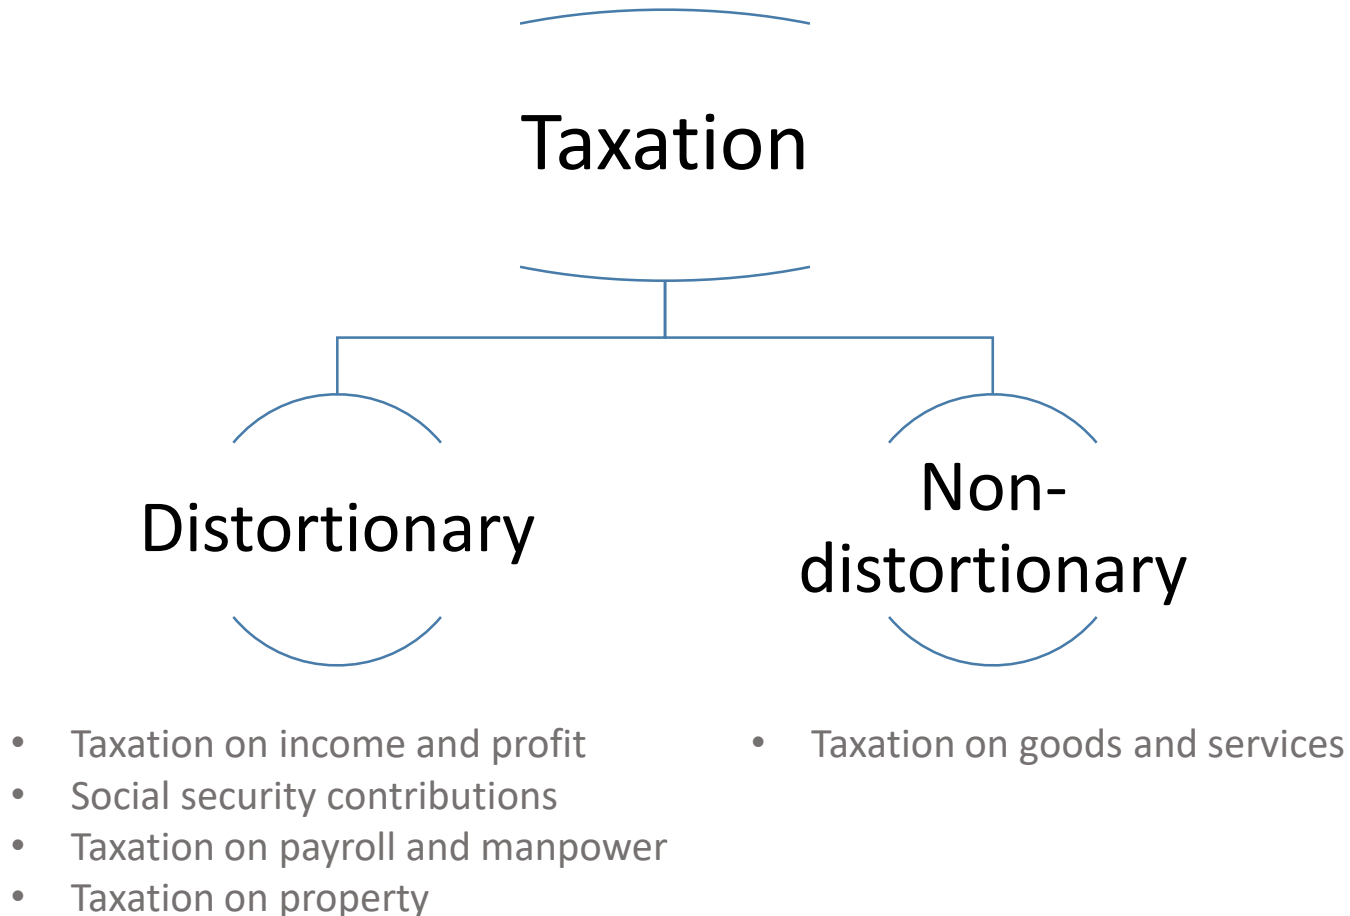 Taxation
Distortionary
Non-
distortionary
• Taxation on income and profit
• Social security contributions
• Taxation on payroll and manpower
• Taxation on property
• Taxation on goods and services